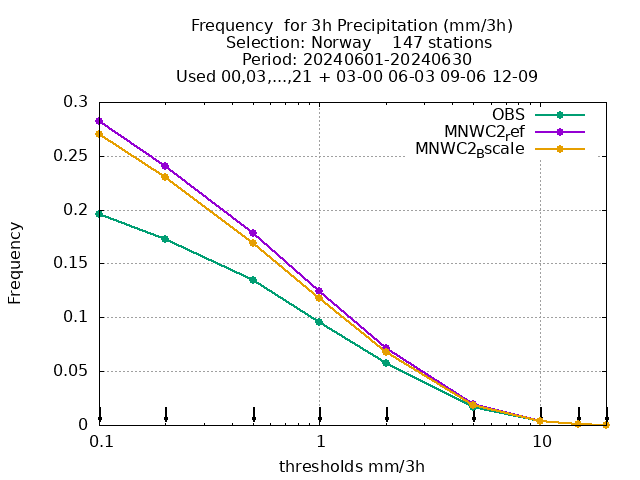 Frequency  for 3h Precipitation (mm/3h)
Selection: Norway    147 stations
Period: 20240601-20240630
Used 00,03,...,21 + 03-00 06-03 09-06 12-09
OBS
MNWC2ref
MNWC2Bscale
0.3
0.25
0.2
0.15
0.1
0.05
0
Frequency
0.1
1
10
thresholds mm/3h